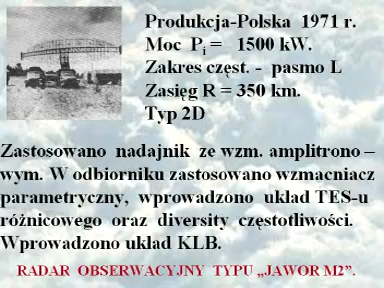 Produkcja-Polska 1971 r.
Moc Pi = 1500 kW.
Zakres częst. - pasmo L
Zasięg R = 350 km.
Typ 2D
Zastosowano nadajnik ze wzm. amplitrono –
wym. W odbiorniku zastosowano wzmacniacz
parametryczny, wprowadzono układ TES-u
różnicowego oraz diversity częstotliwości.
Wprowadzono układ KLB.
RADAR OBSERWACYJNY TYPU „JAWOR M2”.